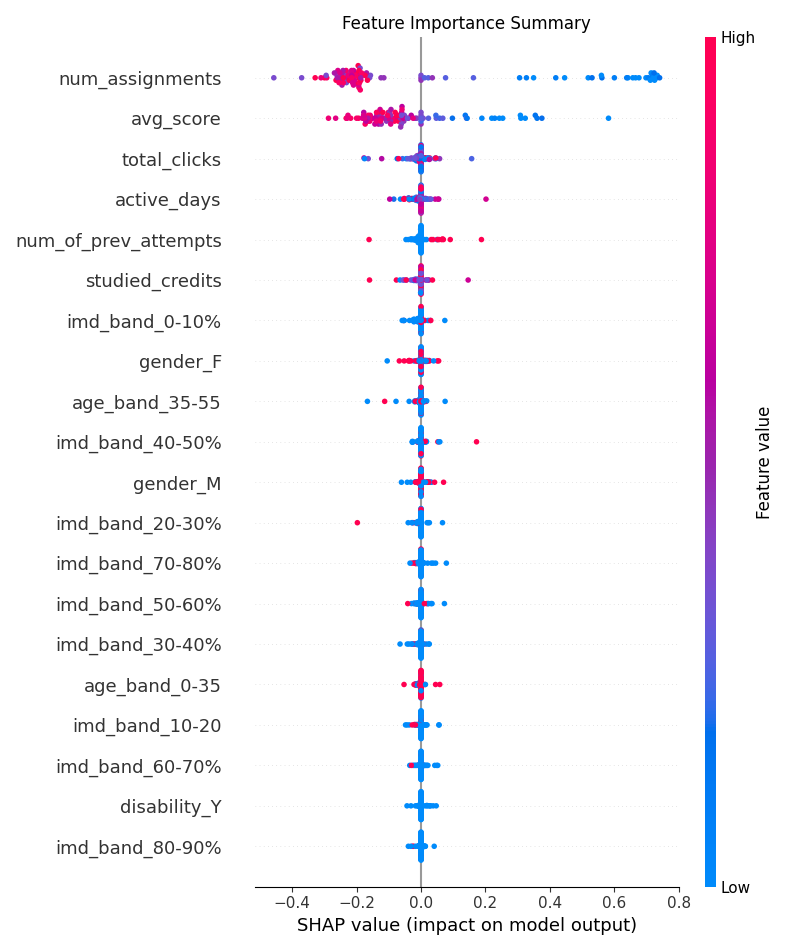 Feature Importance Summary
High
num_assignments
avg_score
total_clicks
active_days
num_of_prev_attempts
studied_credits
imd_band_0-10%
gender_F
age_band_35-55
imd_band_40-50%
gender_M
imd_band_20-30%
imd_band_70-80%
imd_band_50-60%
imd_band_30-40%
age_band_0-35
imd_band_10-20
imd_band_60-70%
disability_Y
imd_band_80-90%
Feature value
Low
−0.4 −0.2 0.0 0.2 0.4 0.6 0.8
SHAP value (impact on model output)